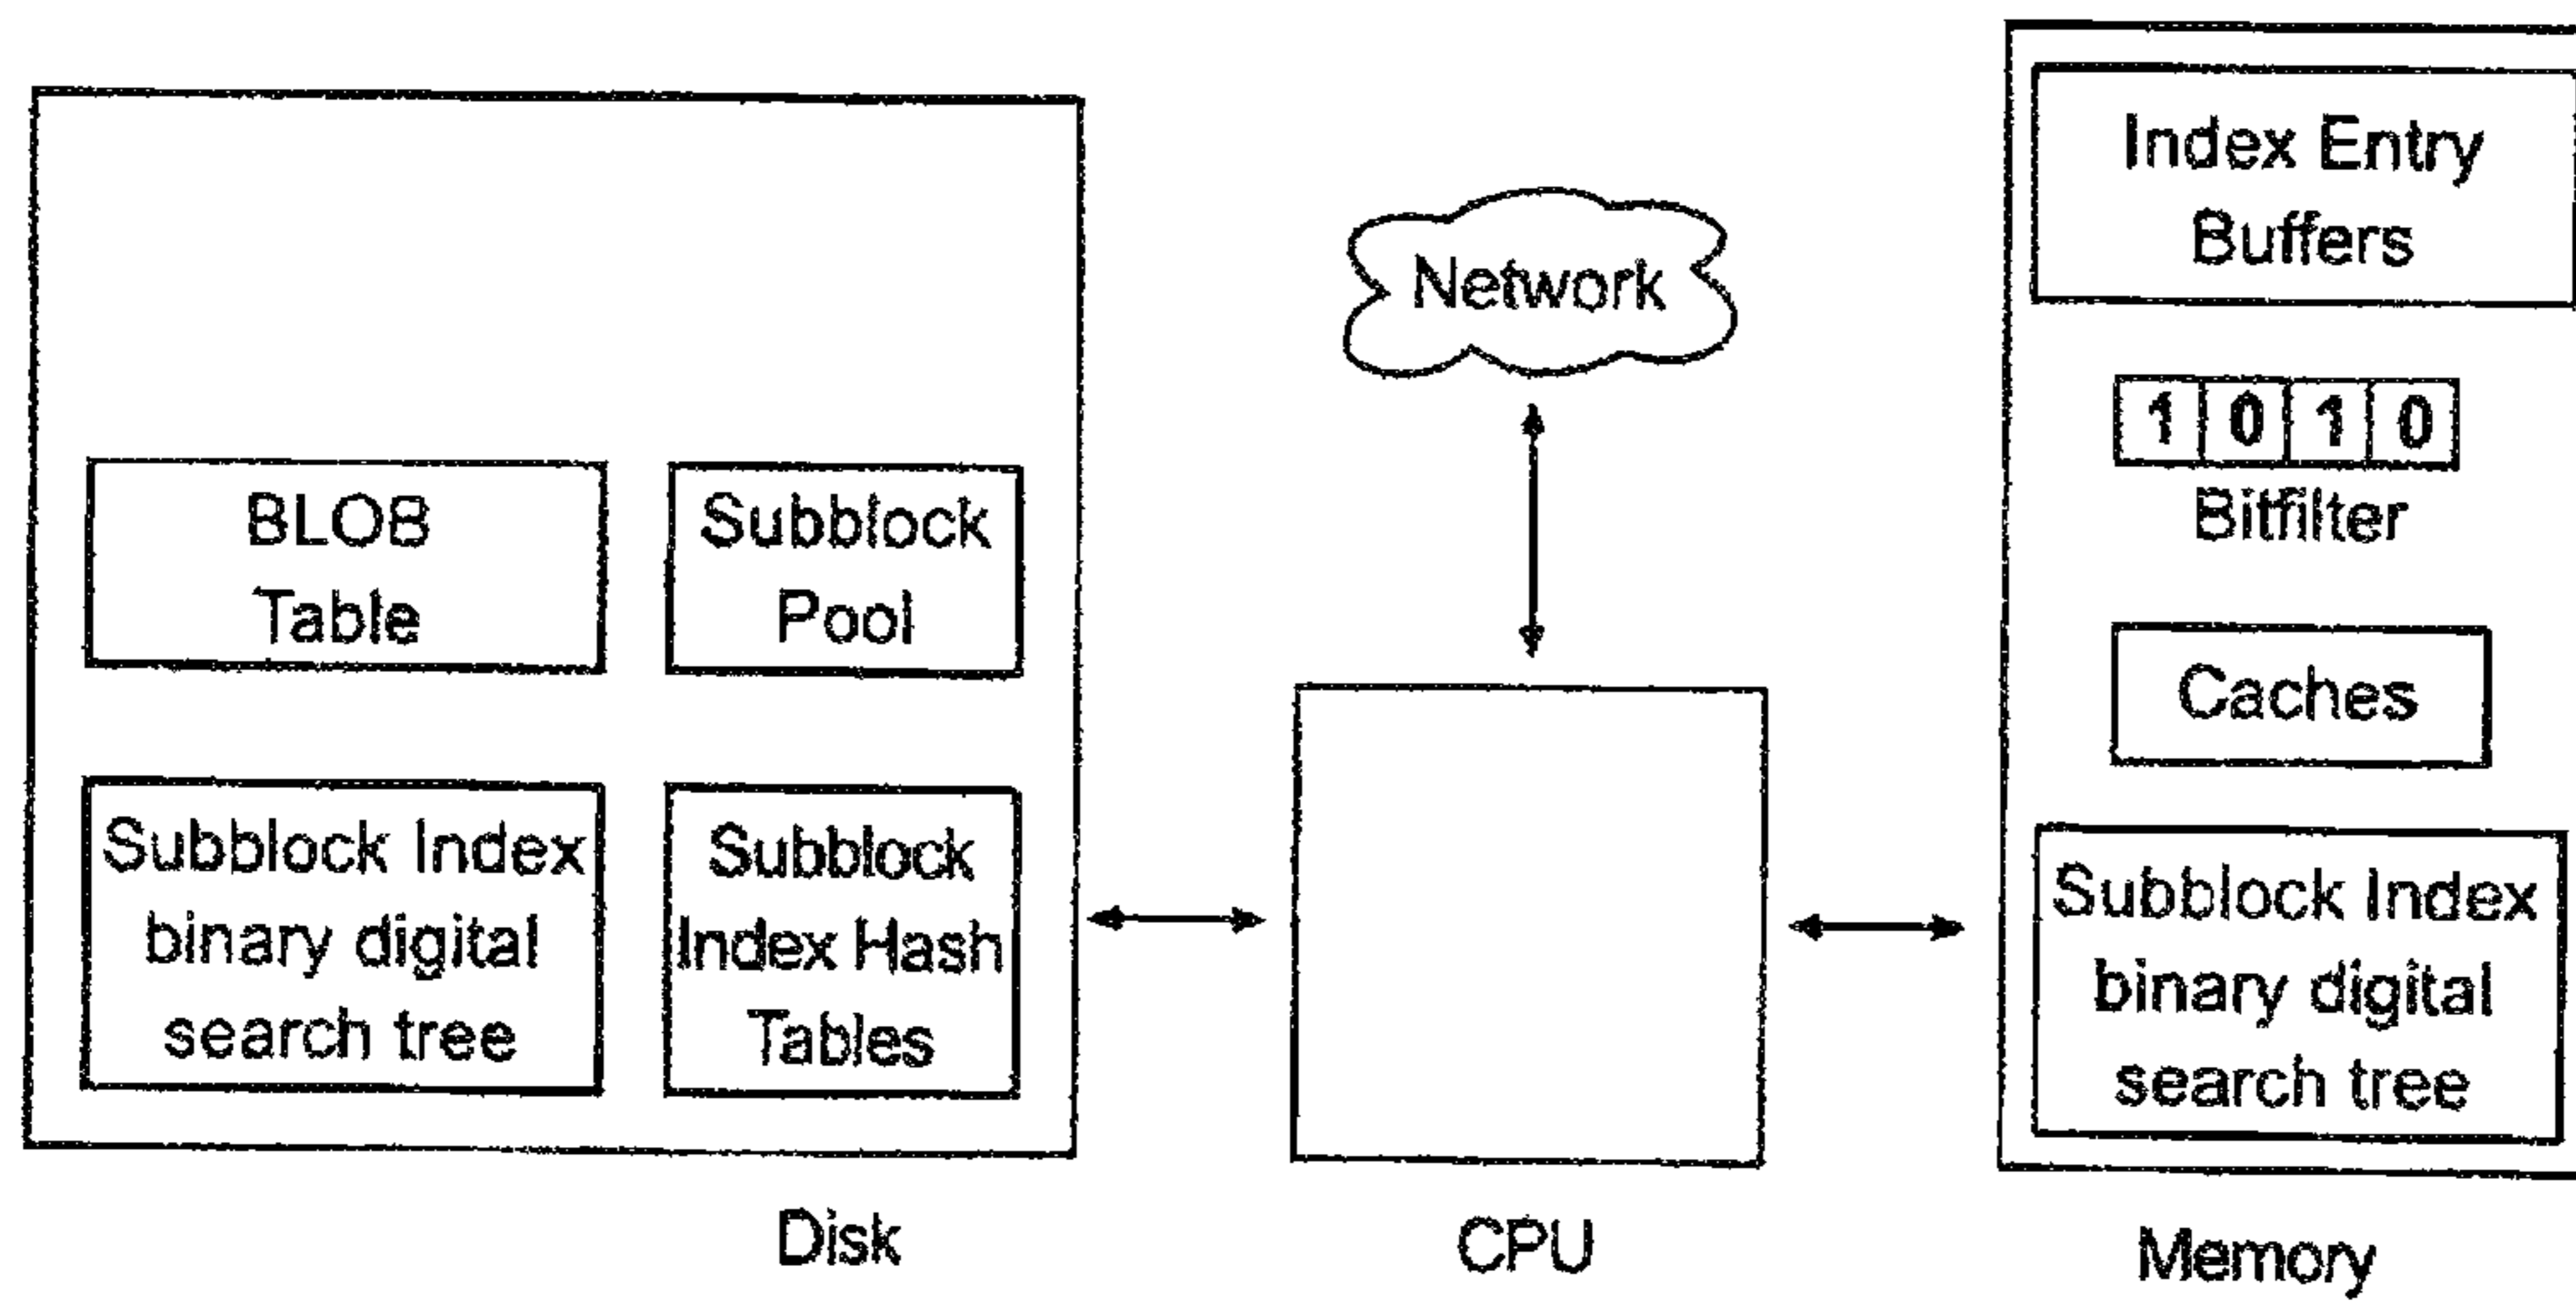 BLOB
Table
Subblock
Pool
Subblock Index
binary digital
search tree
Subblock
Index Hash
Tables
Disk
Network
CPU
Index Entry
Buffers
1 0 1 0
Bitfilter
Caches
Subblock Index
binary digital
search tree
Memory